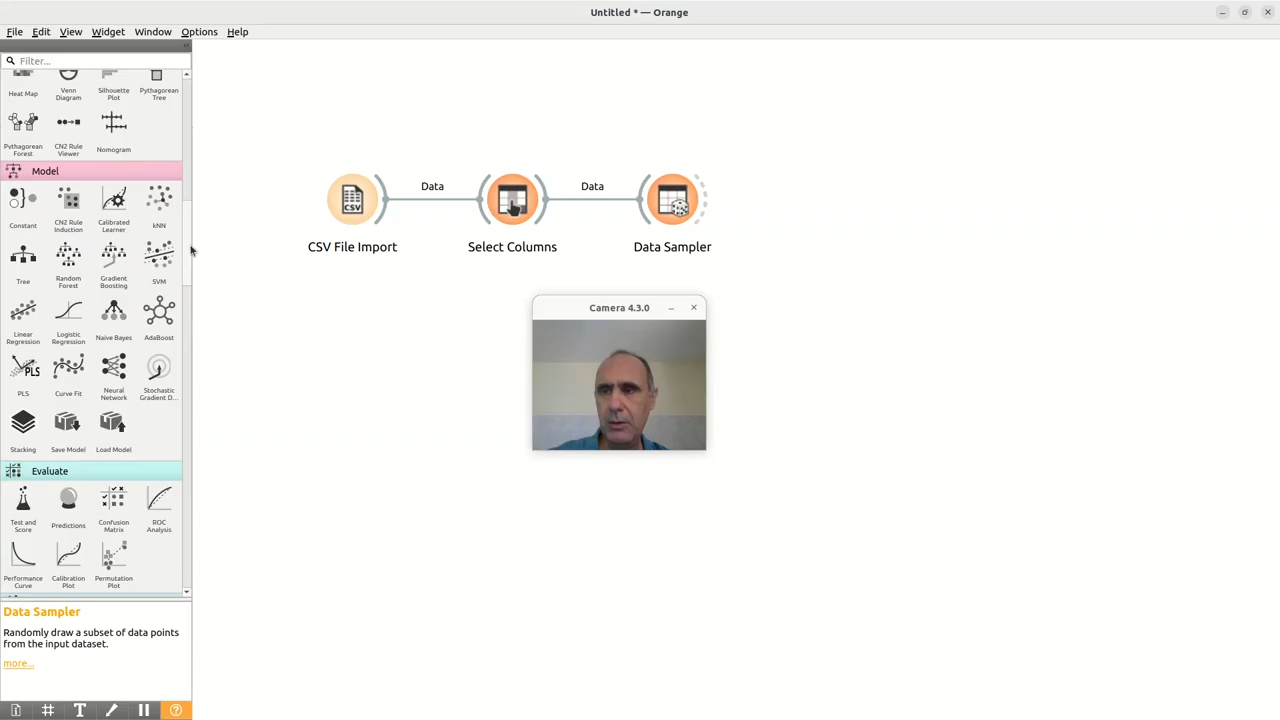 Untitled * — Orange
File Edit View Widget Window Options Help
Filter...
Heat Map
Venn Diagram
Silhouette Plot
Pythagorean Tree
Pythagorean Forest
CN2 Rule Viewer
Nomogram
Model
Constant
CN2 Rule Induction
Calibrated Learner
kNN
Tree
Random Forest
Gradient Boosting
SVM
Linear Regression
Logistic Regression
Naive Bayes
AdaBoost
PLS
PLS
Curve Fit
Neural Network
Stochastic Gradient D...
Stacking
Save Model
Load Model
Evaluate
Test and Score
Predictions
Confusion Matrix
ROC Analysis
Performance Curve
Calibration Plot
Permutation Plot
Data Sampler
Randomly draw a subset of data points
from the input dataset.
more...
Data
Data
CSV
CSV File Import
Select Columns
Data Sampler
Camera 4.3.0